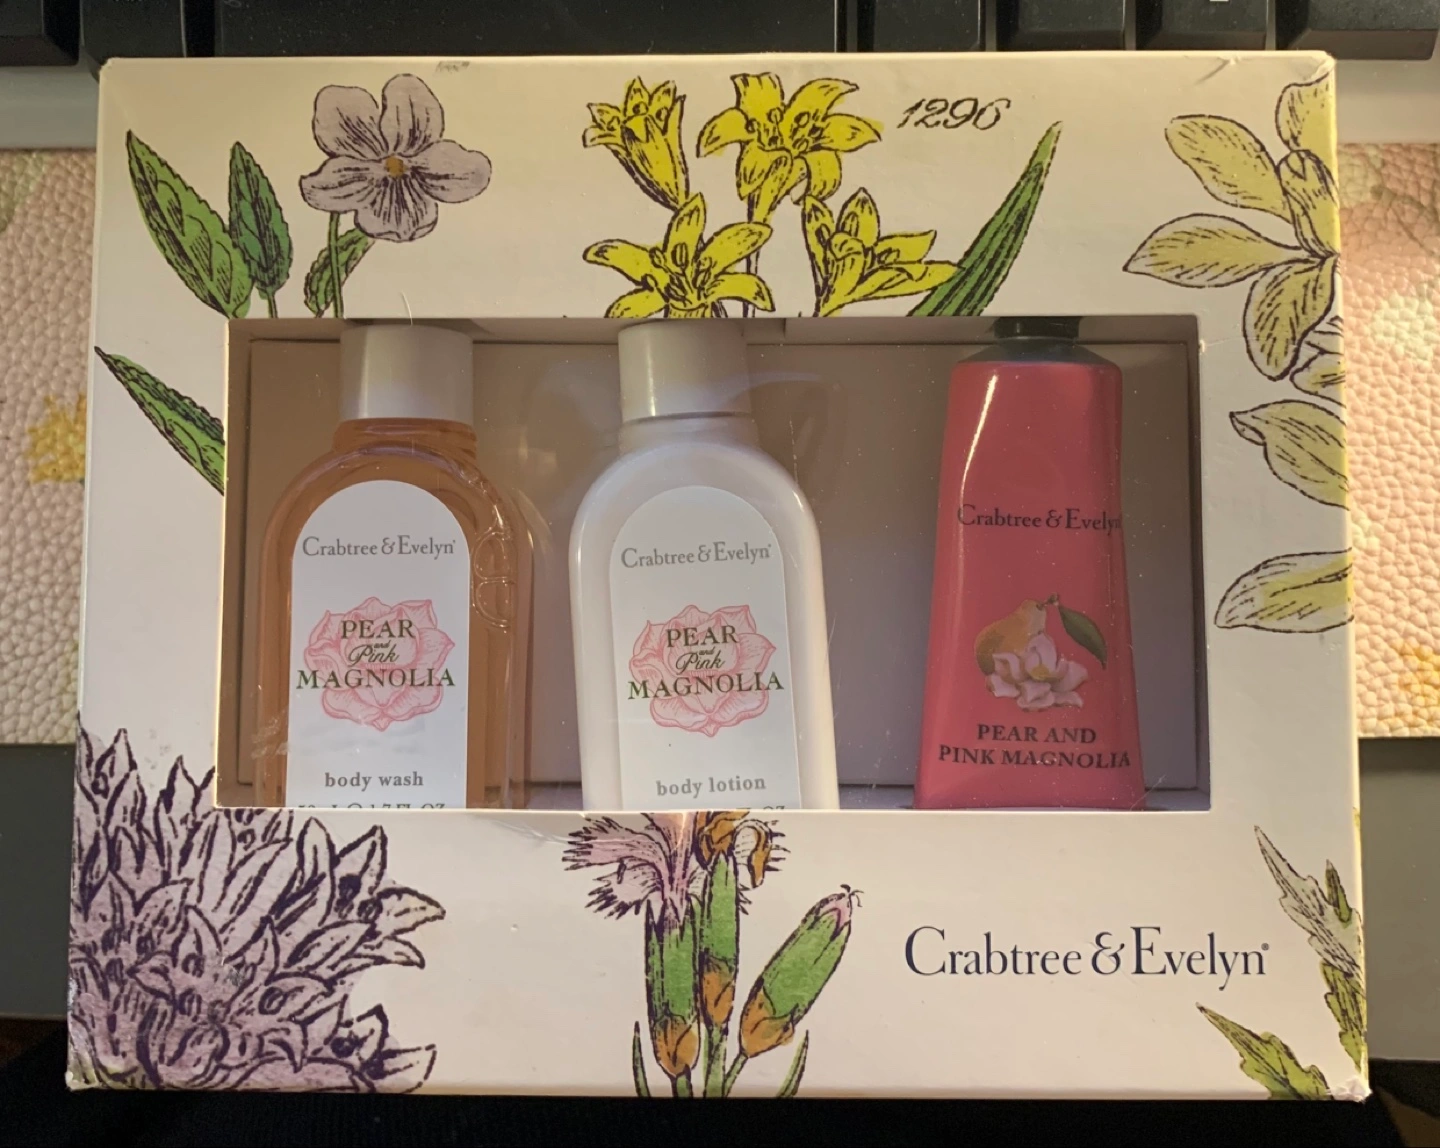 1296
Crabtree & Evelyn®
PEAR
and
Pink
MAGNOLIA
body wash
Crabtree & Evelyn®
PEAR
and
Pink
MAGNOLIA
body lotion
Crabtree & Evelyn
PEAR AND
PINK MAGNOLIA
Crabtree & Evelyn®